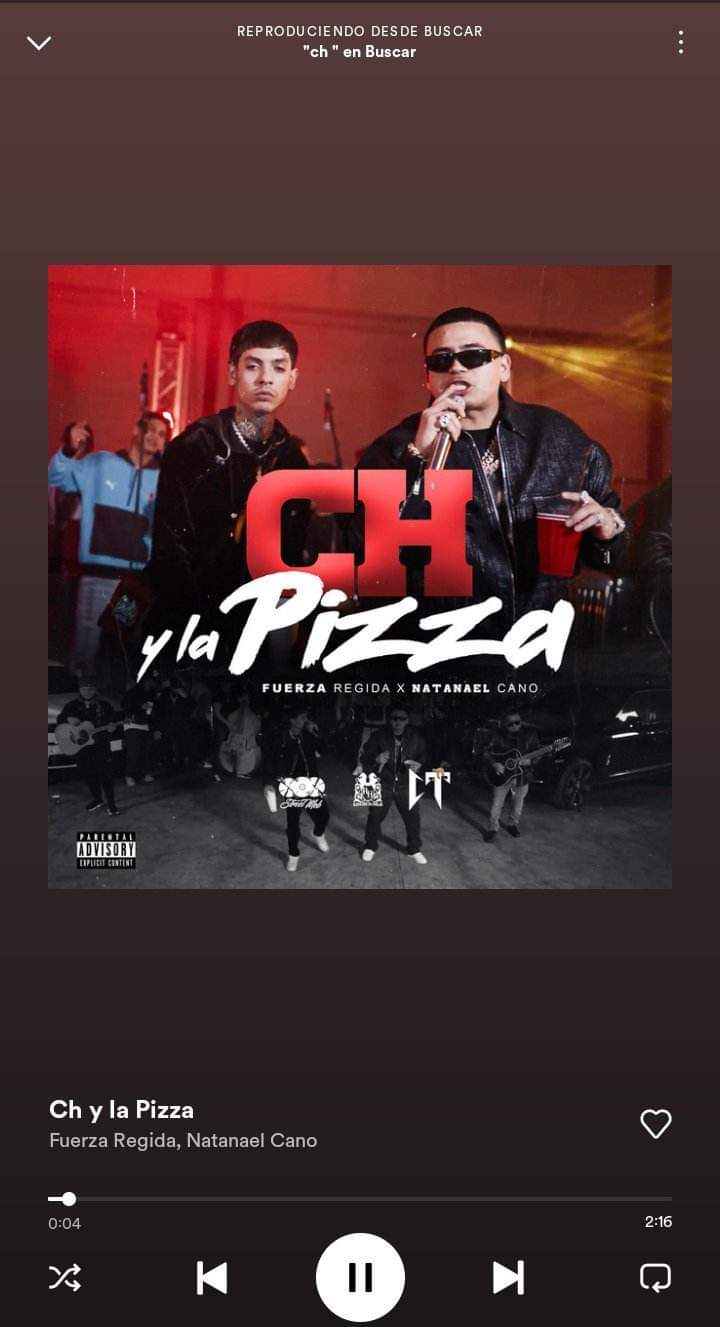 REPRODUCIENDO DESDE BUSCAR
"ch " en Buscar
CH
y la Pizza
FUERZA REGIDA X NATANAEL CANO
Street Mob
PARENTAL
ADVISORY
EXPLICIT CONTENT
Ch y la Pizza
Fuerza Regida, Natanael Cano
0:04
2:16